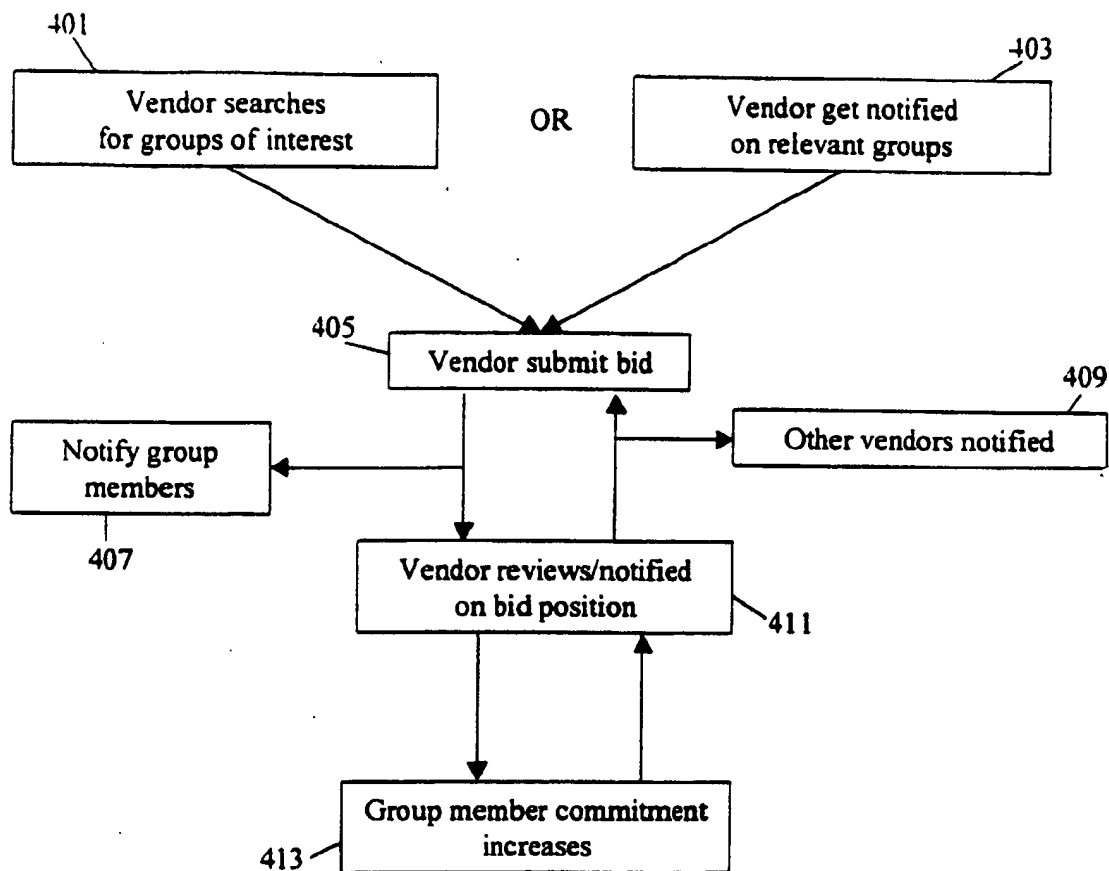 401
403
Vendor searches
for groups of interest
OR
Vendor get notified
on relevant groups
405
Vendor submit bid
409
Other vendors notified
Notify group
members
407
Vendor reviews/notified
on bid position
411
Group member commitment
increases
413